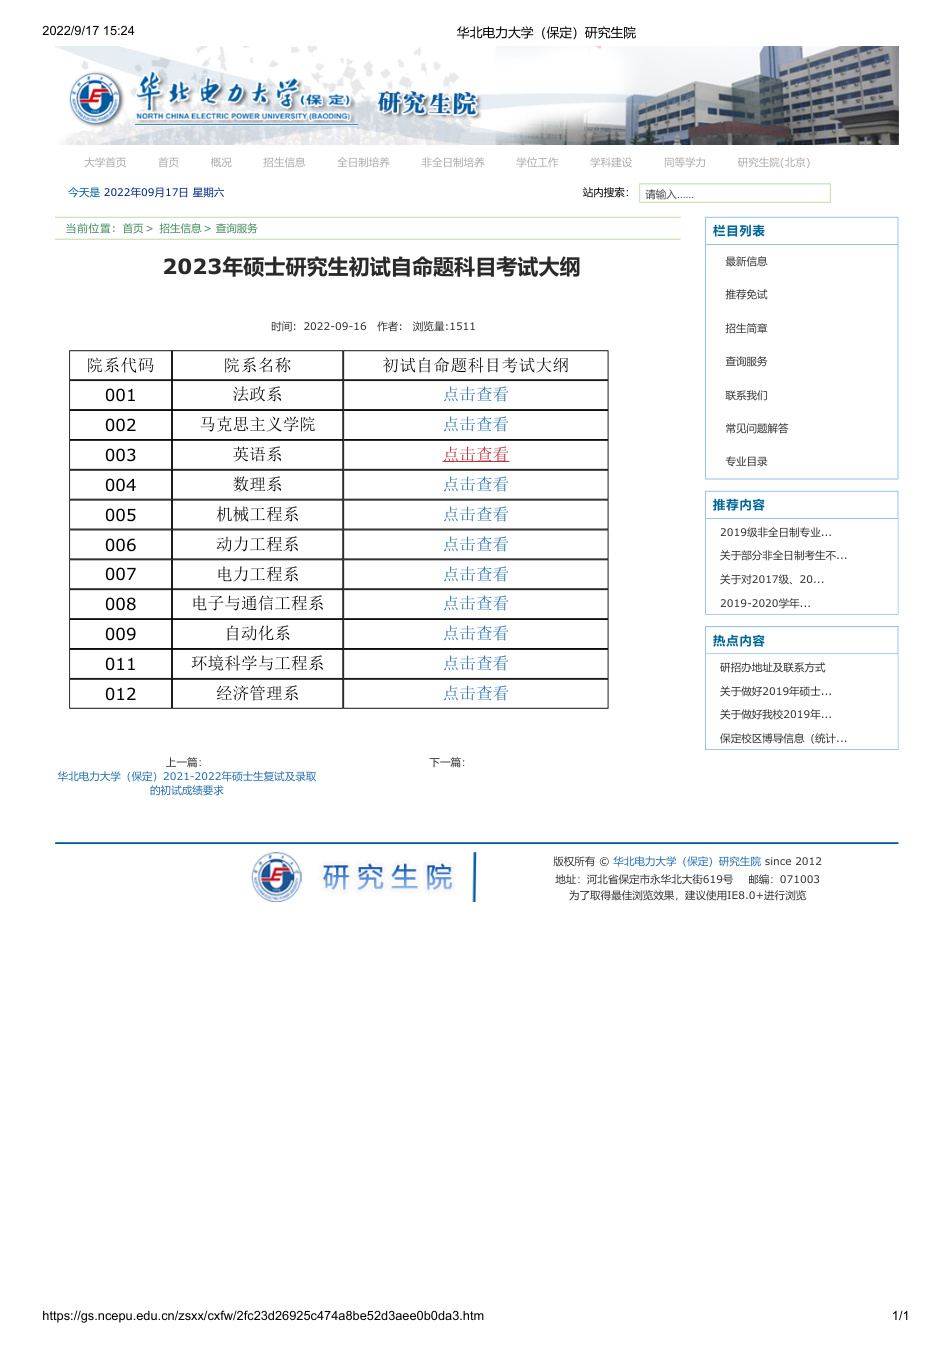 2022/9/17 15:24
华北电力大学（保定）研究生院
华北电力大学(保定) 研究生院
NORTH CHINA ELECTRIC POWER UNIVERSITY (BAODING)
大学首页 首页 概况 招生信息 全日制培养 非全日制培养 学位工作 学科建设 同等学力 研究生院(北京)
今天是 2022年09月17日 星期六
站内搜索: 请输入......
当前位置: 首页 > 招生信息 > 查询服务
2023年硕士研究生初试自命题科目考试大纲
时间: 2022-09-16 作者: 浏览量:1511
院系代码 院系名称 初试自命题科目考试大纲
001 法政系 点击查看
002 马克思主义学院 点击查看
003 英语系 点击查看
004 数理系 点击查看
005 机械工程系 点击查看
006 动力工程系 点击查看
007 电力工程系 点击查看
008 电子与通信工程系 点击查看
009 自动化系 点击查看
011 环境科学与工程系 点击查看
012 经济管理系 点击查看
上一篇:
华北电力大学（保定）2021-2022年硕士生复试及录取
的初试成绩要求
下一篇:
栏目列表
最新信息
推荐免试
招生简章
查询服务
联系我们
常见问题解答
专业目录
推荐内容
2019级非全日制专业...
关于部分非全日制考生不...
关于对2017级、20...
2019-2020学年...
热点内容
研招办地址及联系方式
关于做好2019年硕士...
关于做好我校2019年...
保定校区博导信息（统计...
研究生院
版权所有 © 华北电力大学（保定）研究生院 since 2012
地址：河北省保定市永华北大街619号 邮编：071003
为了取得最佳浏览效果，建议使用IE8.0+进行浏览
https://gs.ncepu.edu.cn/zsxx/cxfw/2fc23d26925c474a8be52d3aee0b0da3.htm
1/1